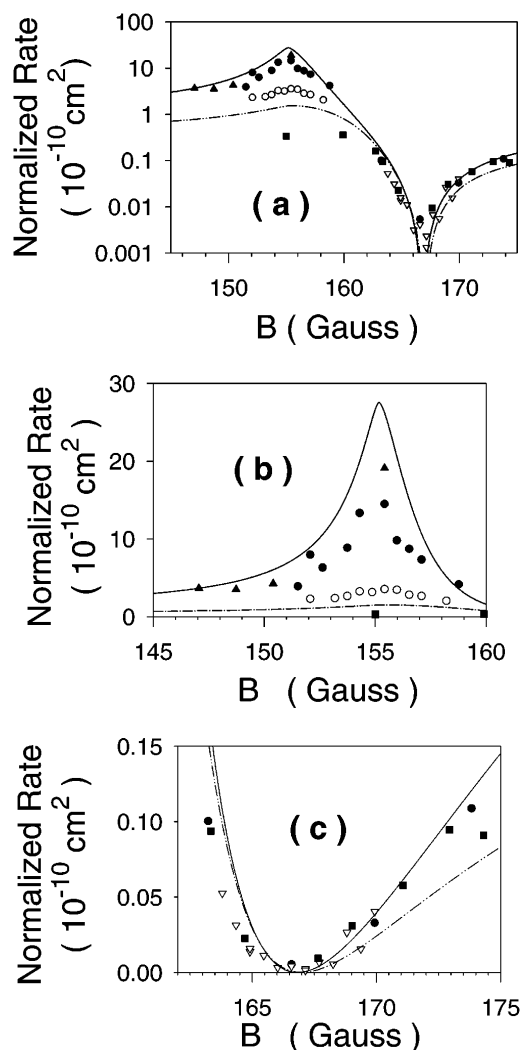 100
10
1
0.1
0.01
0.001
Normalized Rate
( 10⁻¹⁰ cm² )
( a )
150 160 170
B ( Gauss )
30
20
10
0
Normalized Rate
( 10⁻¹⁰ cm² )
( b )
145 150 155 160
B ( Gauss )
0.15
0.10
0.05
0.00
Normalized Rate
( 10⁻¹⁰ cm² )
( c )
165 170 175
B ( Gauss )